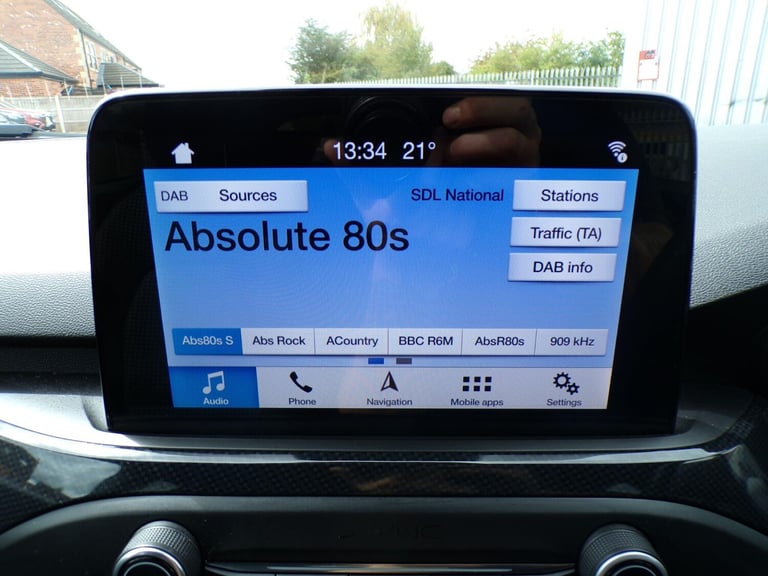 13:34 21°
DAB Sources SDL National Stations
Absolute 80s
Traffic (TA)
DAB info
Abs80s S Abs Rock ACountry BBC R6M AbsR80s 909 kHz
Audio Phone Navigation Mobile apps Settings